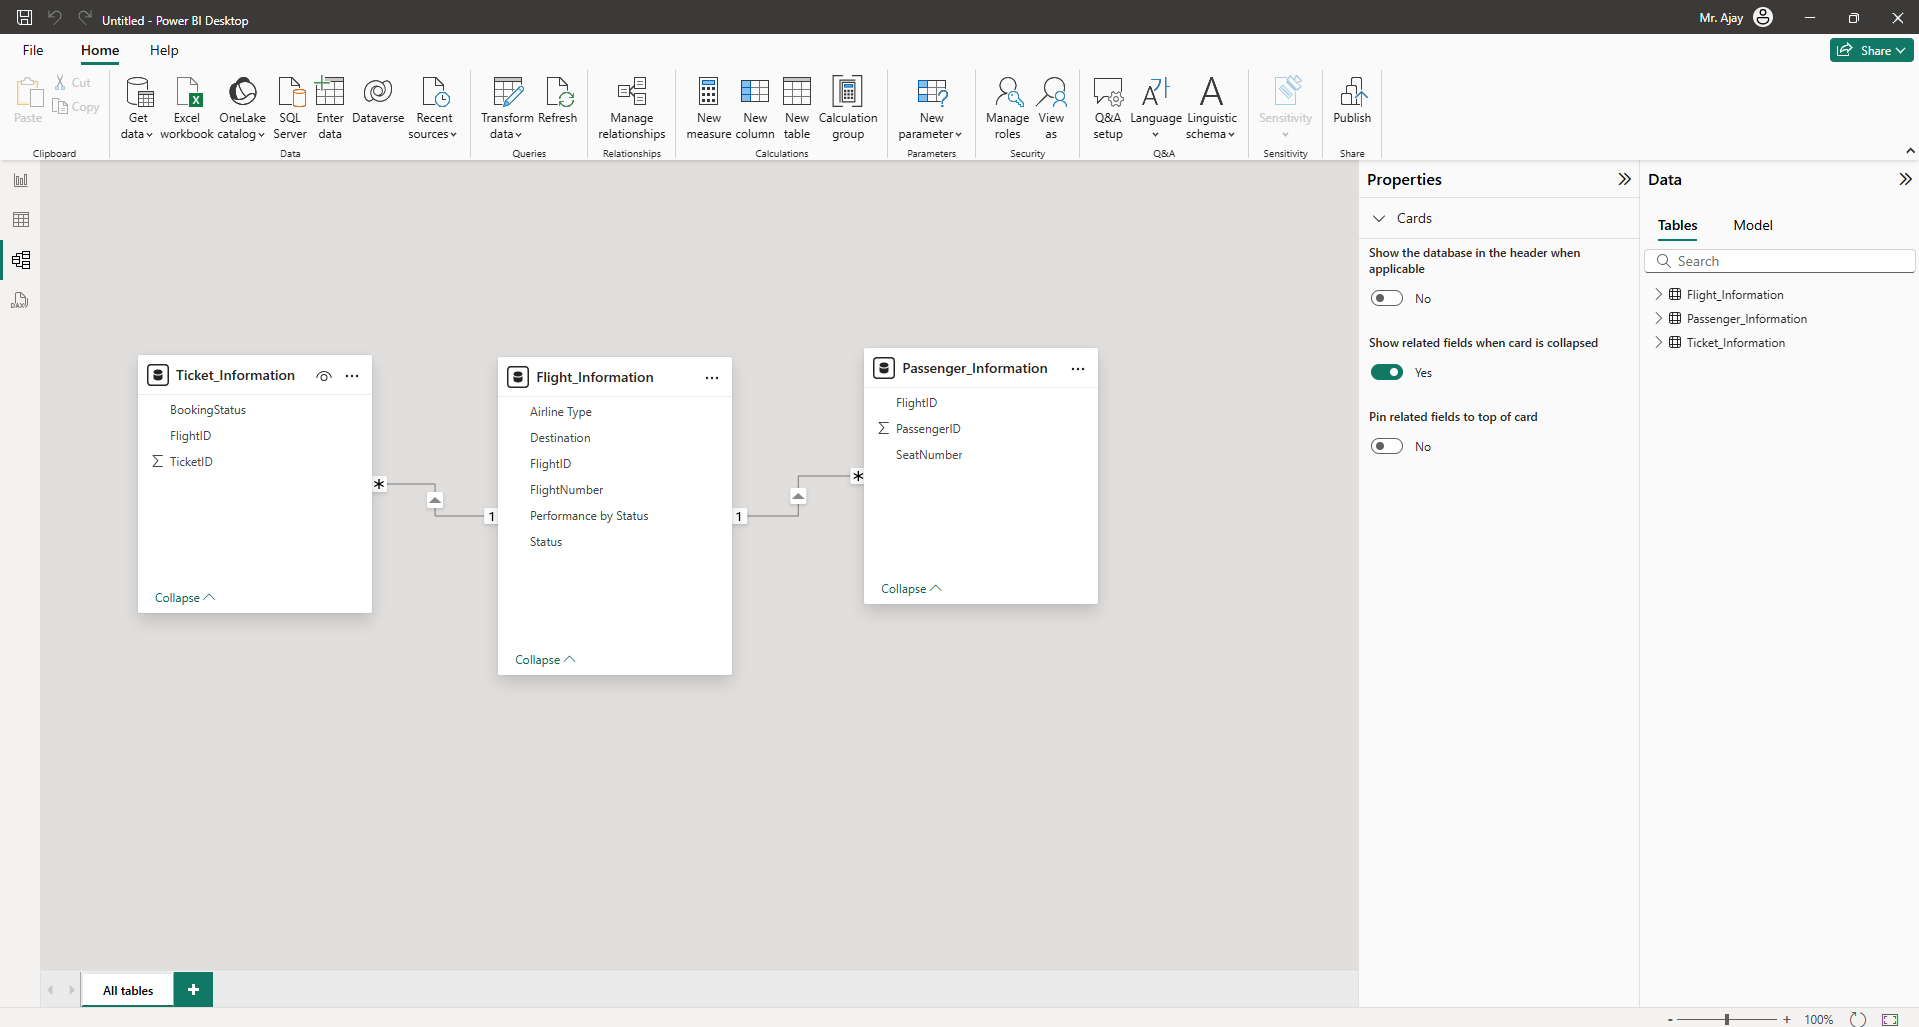 Untitled - Power BI Desktop
Mr. Ajay
File
Home
Help
Share
Paste
Cut
Copy
Clipboard
Get data
Excel workbook
OneLake catalog
SQL Server
Enter data
Dataverse
Recent sources
Data
Transform data
Refresh
Queries
Manage relationships
Relationships
New measure
New column
New table
Calculation group
Calculations
New parameter
Parameters
Manage roles
View as
Security
Q&A setup
Language
Linguistic schema
Q&A
Sensitivity
Sensitivity
Publish
Share
DAX
Ticket_Information
BookingStatus
FlightID
TicketID
Collapse
*
1
Flight_Information
Airline Type
Destination
FlightID
FlightNumber
Performance by Status
Status
Collapse
1
*
Passenger_Information
FlightID
PassengerID
SeatNumber
Collapse
Properties
Cards
Show the database in the header when
applicable
No
Show related fields when card is collapsed
Yes
Pin related fields to top of card
No
Data
Tables
Model
Search
Flight_Information
Passenger_Information
Ticket_Information
All tables
+
- + 100%